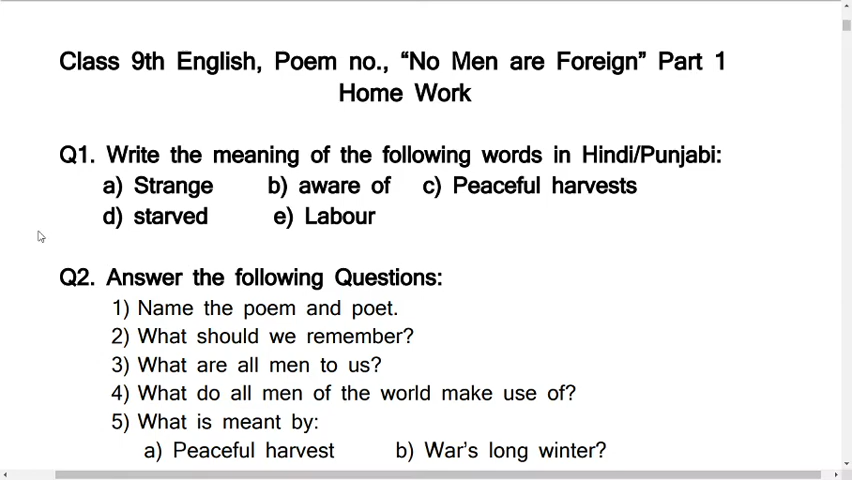 Class 9th English, Poem no., “No Men are Foreign” Part 1
Home Work
Q1. Write the meaning of the following words in Hindi/Punjabi:
a) Strange b) aware of c) Peaceful harvests
d) starved e) Labour
Q2. Answer the following Questions:
1) Name the poem and poet.
2) What should we remember?
3) What are all men to us?
4) What do all men of the world make use of?
5) What is meant by:
a) Peaceful harvest b) War’s long winter?